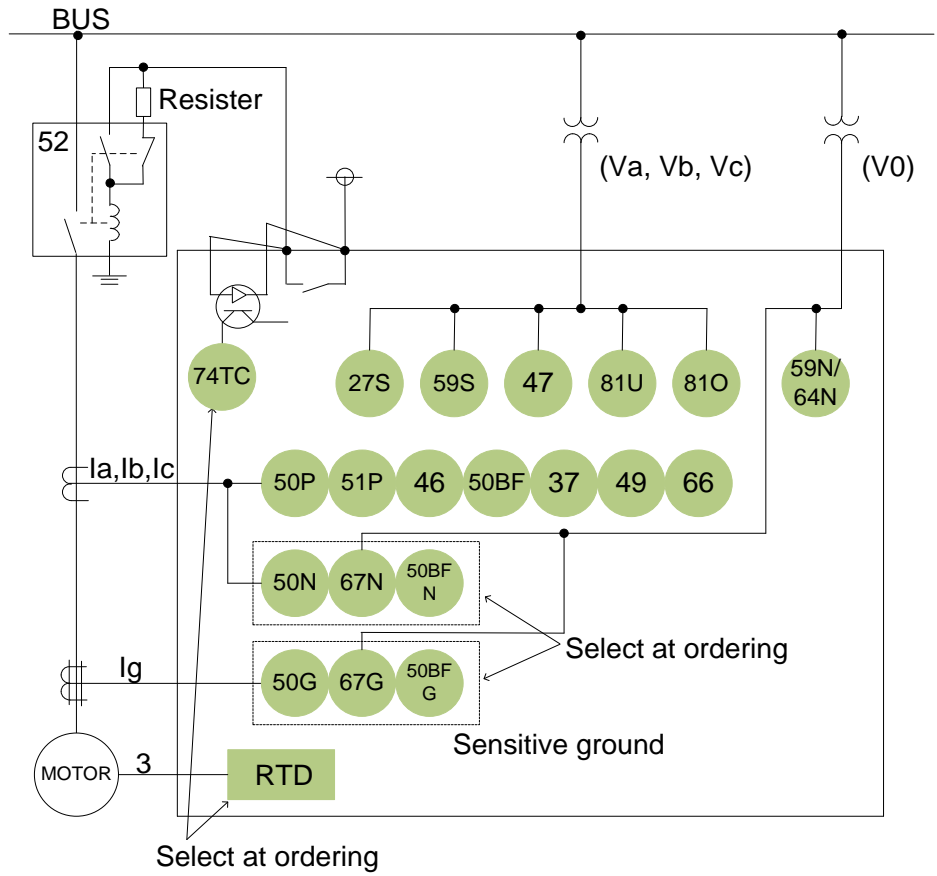 BUS
Resister
52
(Va, Vb, Vc)
(V0)
74TC
27S
59S
47
81U
81O
59N/
64N
Ia,Ib,Ic
50P
51P
46
50BF
37
49
66
50N
67N
50BF
N
Select at ordering
Ig
50G
67G
50BF
G
Sensitive ground
MOTOR
3
RTD
Select at ordering